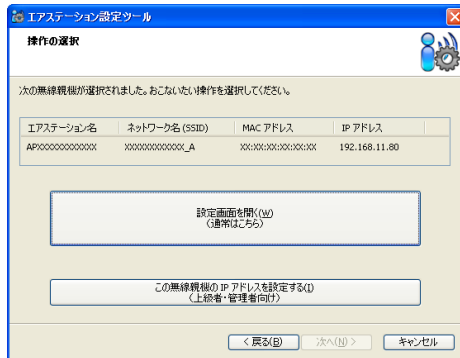 エアステーション設定ツール
操作の選択
次の無線親機が選択されました。おこないたい操作を選択してください。
エアステーション名 ネットワーク名(SSID) MAC アドレス IP アドレス
APXXXXXXXXXXXX XXXXXXXXXXXX_A XX:XX:XX:XX:XX:XX 192.168.11.80
設定画面を開く(W)
(通常はこちら)
この無線親機の IP アドレスを設定する(I)
(上級者・管理者向け)
< 戻る(B) 次へ(N) > キャンセル